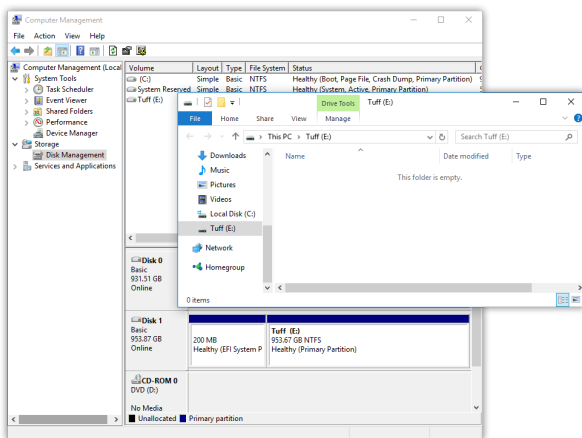 Computer Management
File Action View Help
Computer Management (Local
System Tools
Task Scheduler
Event Viewer
Shared Folders
Performance
Device Manager
Storage
Disk Management
Services and Applications
Volume Layout Type File System Status
(C:) Simple Basic NTFS Healthy (Boot, Page File, Crash Dump, Primary Partition)
System Reserved Simple Basic NTFS Healthy (System, Active, Primary Partition)
Tuff (E:)
Drive Tools Tuff (E:)
File Home Share View Manage
This PC > Tuff (E:) Search Tuff (E:)
Downloads
Music
Pictures
Videos
Local Disk (C:)
Tuff (E:)
Network
Homegroup
Name Date modified Type
This folder is empty.
0 items
Disk 0
Basic
931.51 GB
Online
Disk 1
Basic
953.87 GB
Online
200 MB
Healthy (EFI System P
Tuff (E:)
953.67 GB NTFS
Healthy (Primary Partition)
CD-ROM 0
DVD (D:)
No Media
Unallocated Primary partition